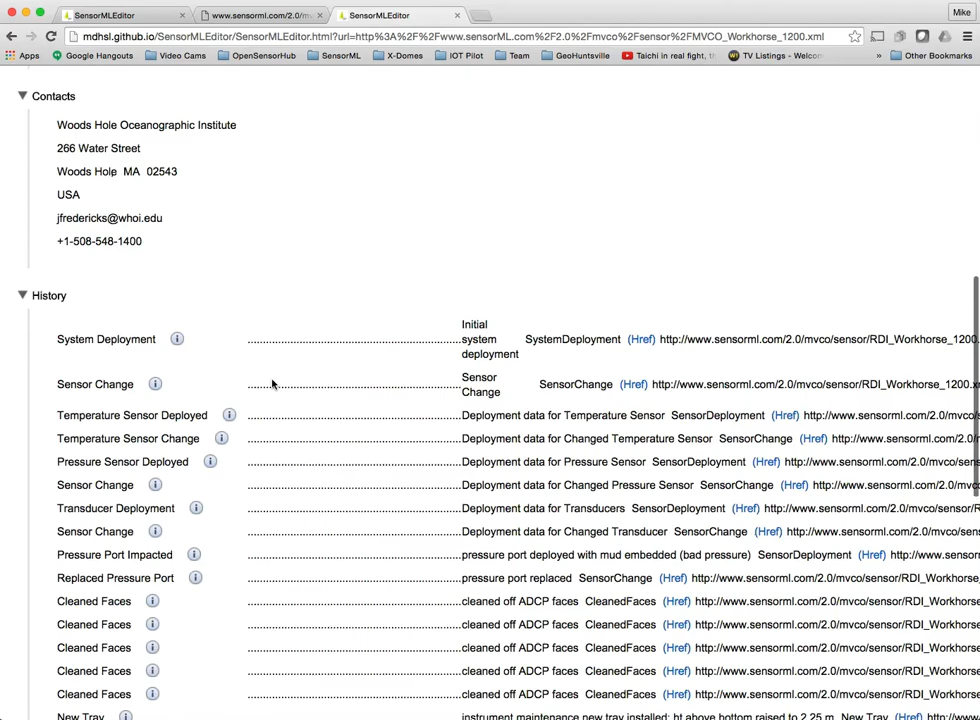 SensorMLEditor
www.sensorml.com/2.0/m
SensorMLEditor
Mike
mdhsl.github.io/SensorMLEditor/SensorMLEditor.html?url=http%3A%2F%2Fwww.sensorML.com%2F2.0%2Fmvco%2Fsensor%2FMVCO_Workhorse_1200.xml
Apps Google Hangouts Video Cams OpenSensorHub SensorML X-Domes IOT Pilot Team GeoHuntsville Taichi in real fight, t TV Listings - Welcom » Other Bookmarks
Contacts
Woods Hole Oceanographic Institute
266 Water Street
Woods Hole MA 02543
USA
jfredericks@whoi.edu
+1-508-548-1400
History
System Deployment Initial system deployment SystemDeployment (Href) http://www.sensorml.com/2.0/mvco/sensor/RDI_Workhorse_1200.
Sensor Change Sensor Change SensorChange (Href) http://www.sensorml.com/2.0/mvco/sensor/RDI_Workhorse_1200.x
Temperature Sensor Deployed Deployment data for Temperature Sensor SensorDeployment (Href) http://www.sensorml.com/2.0/mvco/s
Temperature Sensor Change Deployment data for Changed Temperature Sensor SensorChange (Href) http://www.sensorml.com/2.0/m
Pressure Sensor Deployed Deployment data for Pressure Sensor SensorDeployment (Href) http://www.sensorml.com/2.0/mvco/sen
Sensor Change Deployment data for Changed Pressure Sensor SensorChange (Href) http://www.sensorml.com/2.0/mvc
Transducer Deployment Deployment data for Transducers SensorDeployment (Href) http://www.sensorml.com/2.0/mvco/sensor/R
Sensor Change Deployment data for Changed Transducer SensorChange (Href) http://www.sensorml.com/2.0/mvco/sens
Pressure Port Impacted pressure port deployed with mud embedded (bad pressure) SensorDeployment (Href) http://www.sensorm
Replaced Pressure Port pressure port replaced SensorChange (Href) http://www.sensorml.com/2.0/mvco/sensor/RDI_Workhorse_
Cleaned Faces cleaned off ADCP faces CleanedFaces (Href) http://www.sensorml.com/2.0/mvco/sensor/RDI_Workhorse
Cleaned Faces cleaned off ADCP faces CleanedFaces (Href) http://www.sensorml.com/2.0/mvco/sensor/RDI_Workhorse
Cleaned Faces cleaned off ADCP faces CleanedFaces (Href) http://www.sensorml.com/2.0/mvco/sensor/RDI_Workhorse
Cleaned Faces cleaned off ADCP faces CleanedFaces (Href) http://www.sensorml.com/2.0/mvco/sensor/RDI_Workhorse
Cleaned Faces cleaned off ADCP faces CleanedFaces (Href) http://www.sensorml.com/2.0/mvco/sensor/RDI_Workhorse
New Tray instrument maintenance new tray installed; ht above bottom raised to 2.25 m New Tray (Href) http://www